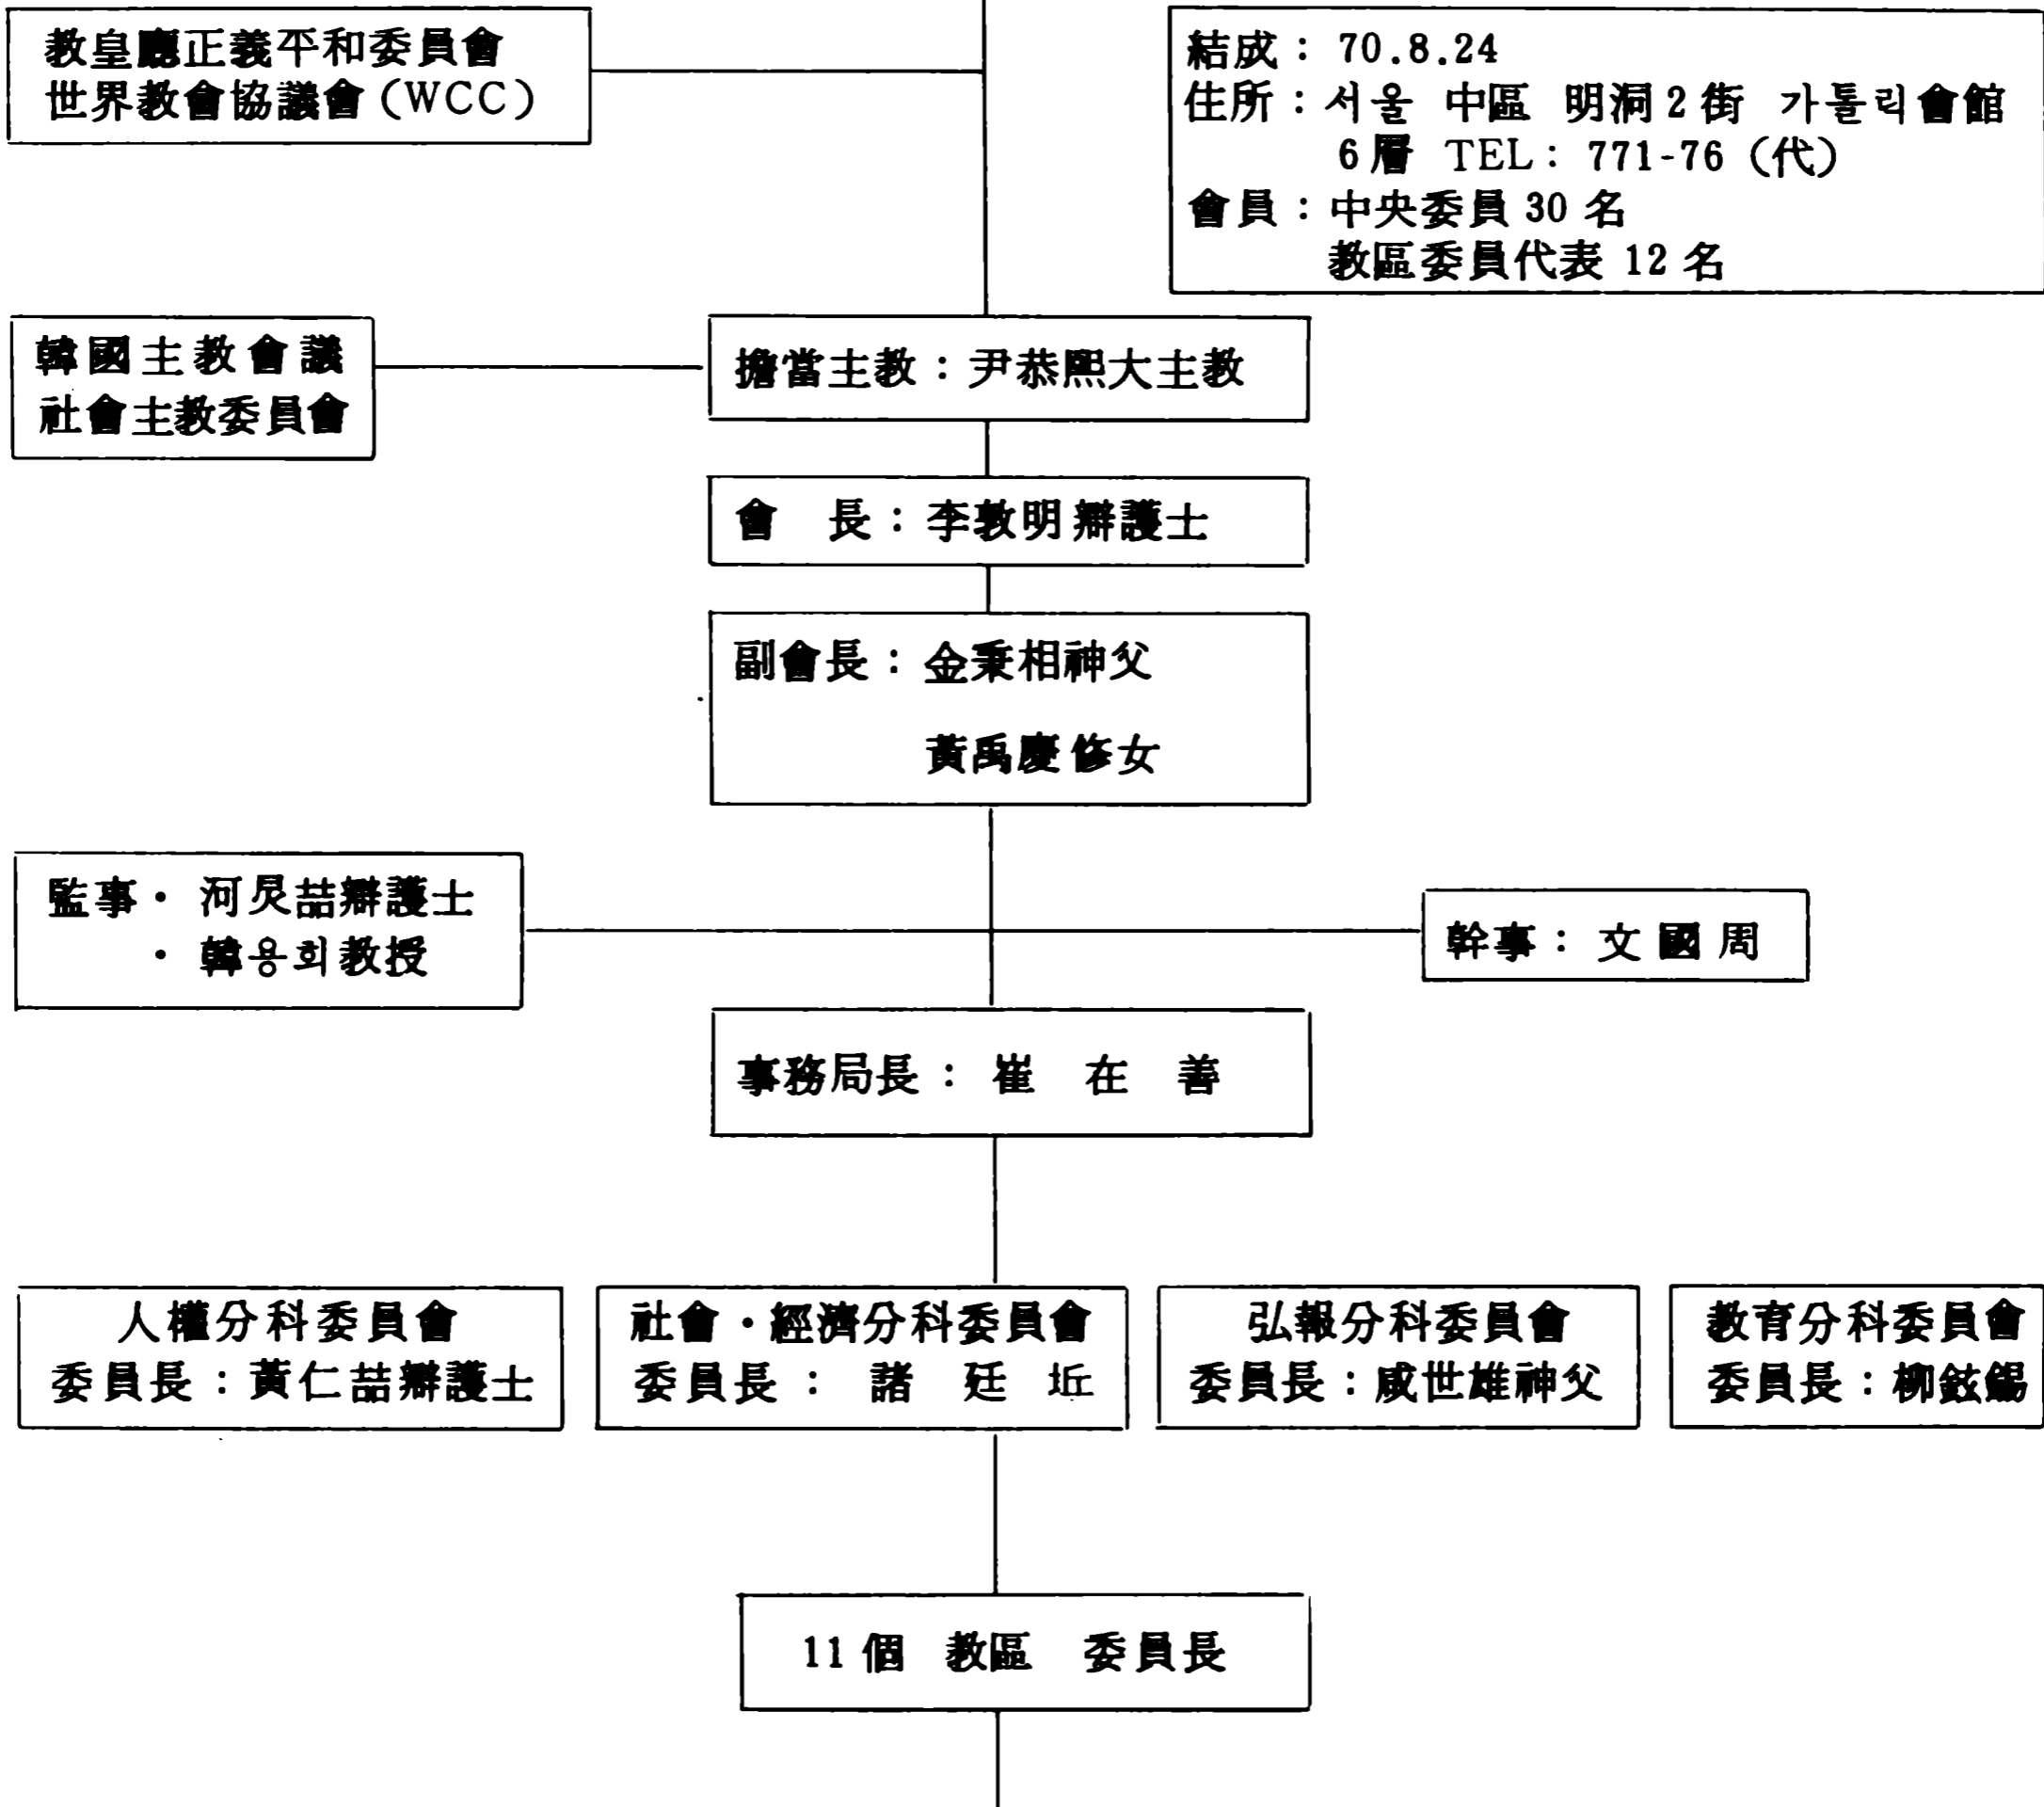 教皇廳正義平和委員會
世界教會協議會(WCC)
結成：70.8.24
住所：서울 中區 明洞2街 가톨릭會館
6層 TEL：771-76(代)
會員：中央委員 30名
教區委員代表 12名
韓國主教會議
社會主教委員會
擔當主教：尹恭熙大主教
會 長：李敦明辯護士
副會長：金秉相神父
黃禹慶修女
監事・河炅喆辯護士
・韓용희教授
幹事：文國周
事務局長：崔 在 善
人權分科委員會
委員長：黃仁喆辯護士
社會・經濟分科委員會
委員長：諸 廷 坵
弘報分科委員會
委員長：咸世雄神父
教育分科委員會
委員長：柳鉉錫
11個 教區 委員長